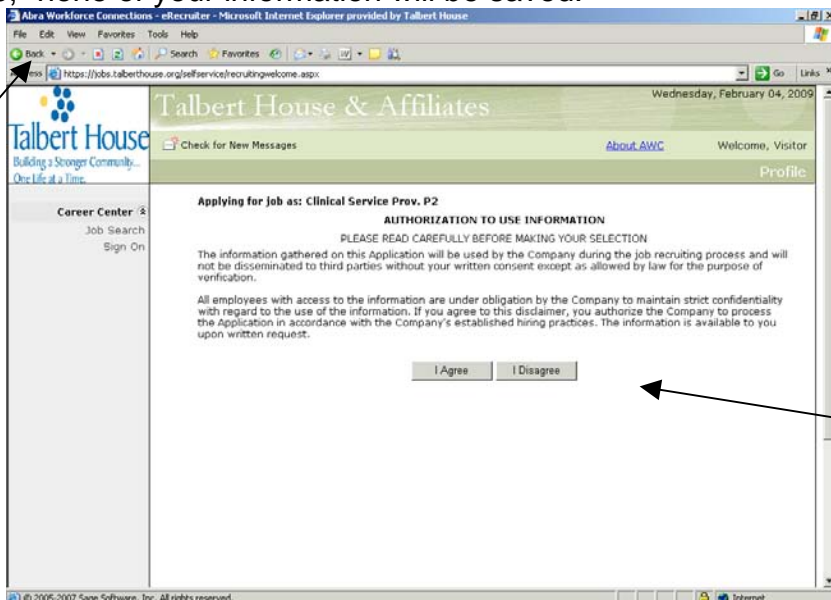 none of your information will be saved.
Abra Workforce Connections - eRecruiter - Microsoft Internet Explorer provided by Talbert House
File Edit View Favorites Tools Help
Back Search Favorites
https://jobs.talberthouse.org/selfservice/recruitingwelcome.aspx Go Links
Talbert House & Affiliates
Wednesday, February 04, 2009
Talbert House
Building a Stronger Community...
One Life at a Time.
Check for New Messages About AWC Welcome, Visitor
Profile
Career Center
Job Search
Sign On
Applying for job as: Clinical Service Prov. P2
AUTHORIZATION TO USE INFORMATION
PLEASE READ CAREFULLY BEFORE MAKING YOUR SELECTION
The information gathered on this Application will be used by the Company during the job recruiting process and will
not be disseminated to third parties without your written consent except as allowed by law for the purpose of
verification.
All employees with access to the information are under obligation by the Company to maintain strict confidentiality
with regard to the use of the information. If you agree to this disclaimer, you authorize the Company to process
the Application in accordance with the Company's established hiring practices. The information is available to you
upon written request.
I Agree I Disagree
© 2005-2007 Sage Software, Inc. All rights reserved. Internet